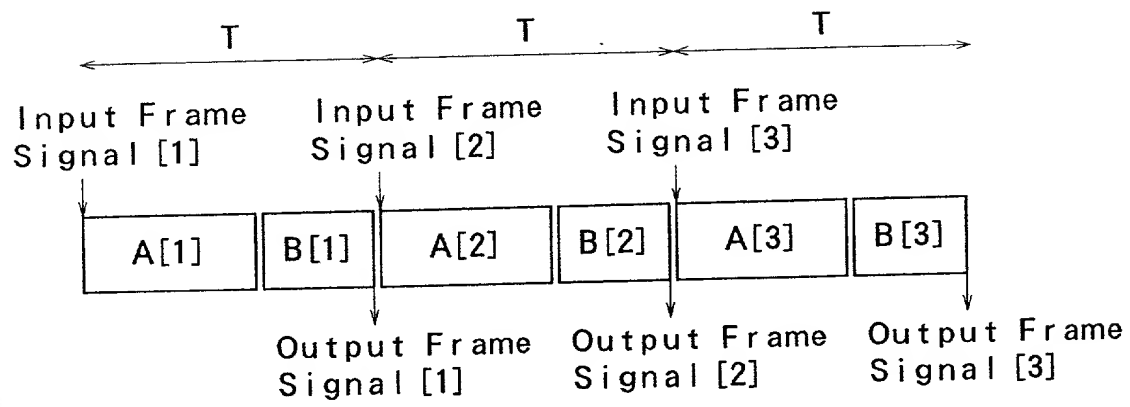 T T T
Input Frame
Signal [1]
Input Frame
Signal [2]
Input Frame
Signal [3]
A[1] B[1] A[2] B[2] A[3] B[3]
Output Frame
Signal [1]
Output Frame
Signal [2]
Output Frame
Signal [3]